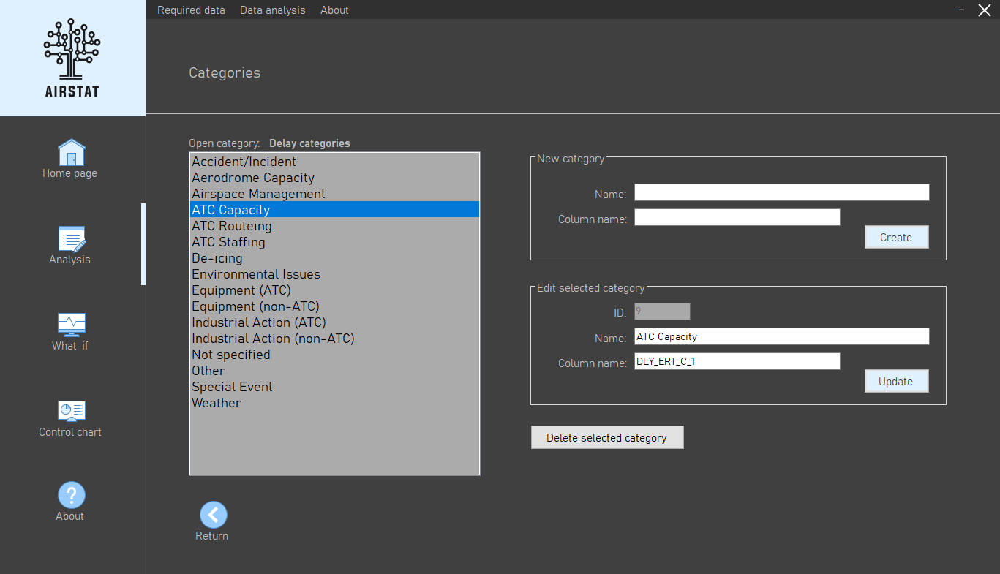 Required data Data analysis About
AIRSTAT
Categories
Home page
Analysis
What-if
Control chart
About
Open category: Delay categories
Accident/Incident
Aerodrome Capacity
Airspace Management
ATC Capacity
ATC Routeing
ATC Staffing
De-icing
Environmental Issues
Equipment (ATC)
Equipment (non-ATC)
Industrial Action (ATC)
Industrial Action (non-ATC)
Not specified
Other
Special Event
Weather
Return
New category
Name:
Column name:
Create
Edit selected category
ID: 9
Name: ATC Capacity
Column name: DLY_ERT_C_1
Update
Delete selected category